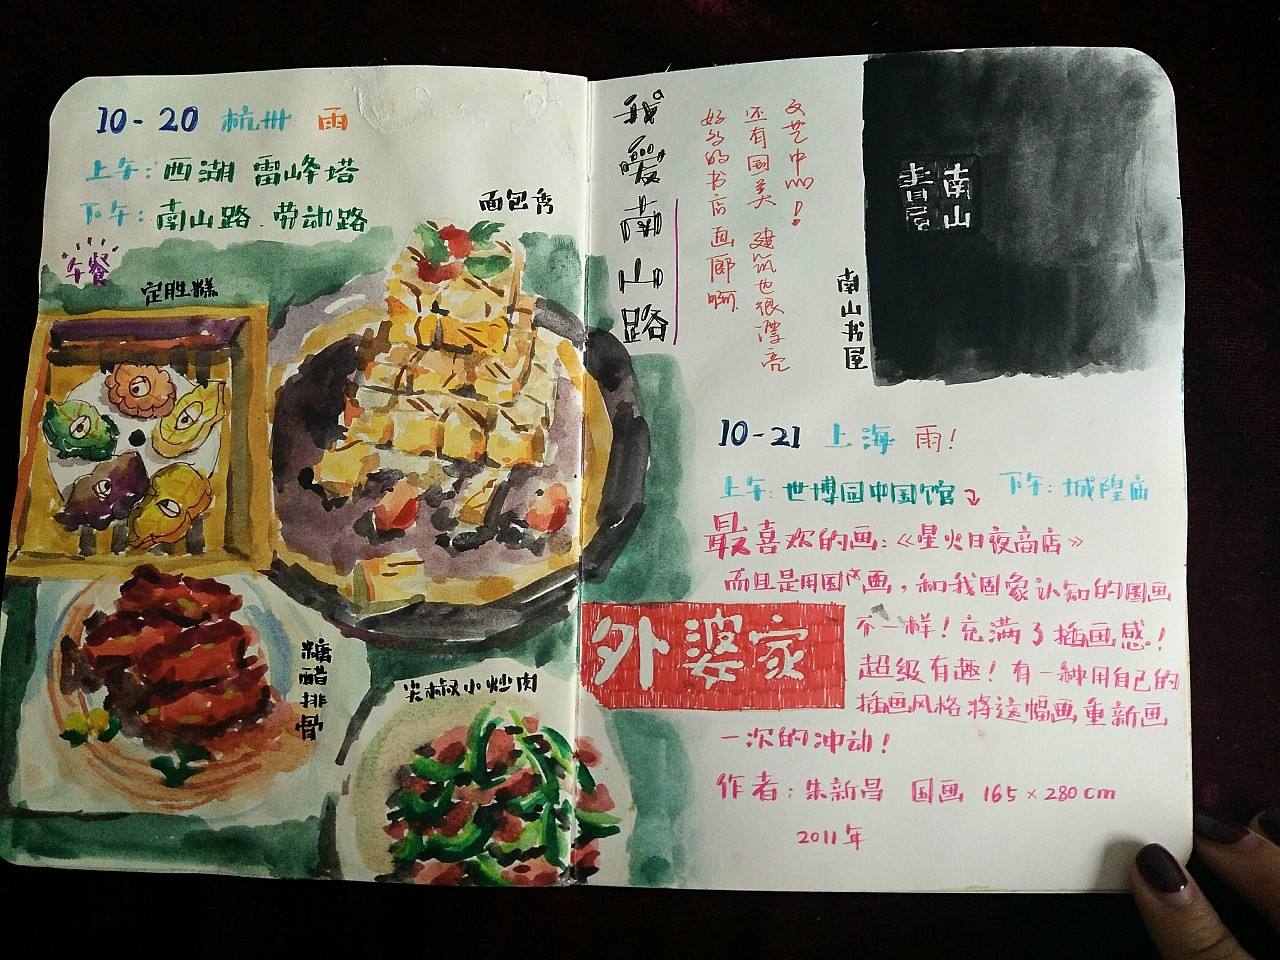 10-20 杭州 雨
上午：西湖 雷峰塔
下午：南山路、劳动路
午餐
定胜糕
面包秀
糖醋排骨
尖椒小炒肉
我爱南山路
文艺中心！
还有国美 建筑也很漂亮
好多的书店画廊啊
南山书屋
南山書屋
10-21 上海 雨！
上午：世博园中国馆 下午：城隍庙
最喜欢的画：《星火日夜商店》
而且是用国画画，和我印象认知的国画
不一样！充满了插画感！
超级有趣！有一种用自己的
插画风格将这幅画重新画
一次的冲动！
外婆家
作者：朱新昌 国画 165×280cm
2011年